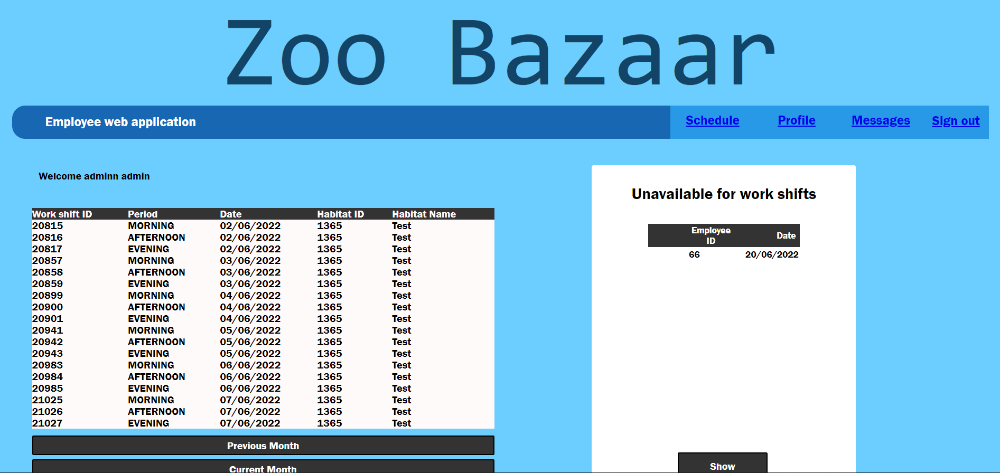 Zoo Bazaar
Employee web application
Schedule Profile Messages Sign out
Welcome adminn admin
Work shift ID Period Date Habitat ID Habitat Name
20815 MORNING 02/06/2022 1365 Test
20816 AFTERNOON 02/06/2022 1365 Test
20817 EVENING 02/06/2022 1365 Test
20857 MORNING 03/06/2022 1365 Test
20858 AFTERNOON 03/06/2022 1365 Test
20859 EVENING 03/06/2022 1365 Test
20899 MORNING 04/06/2022 1365 Test
20900 AFTERNOON 04/06/2022 1365 Test
20901 EVENING 04/06/2022 1365 Test
20941 MORNING 05/06/2022 1365 Test
20942 AFTERNOON 05/06/2022 1365 Test
20943 EVENING 05/06/2022 1365 Test
20983 MORNING 06/06/2022 1365 Test
20984 AFTERNOON 06/06/2022 1365 Test
20985 EVENING 06/06/2022 1365 Test
21025 MORNING 07/06/2022 1365 Test
21026 AFTERNOON 07/06/2022 1365 Test
21027 EVENING 07/06/2022 1365 Test
Previous Month
Current Month
Unavailable for work shifts
Employee
ID
Date
66 20/06/2022
Show